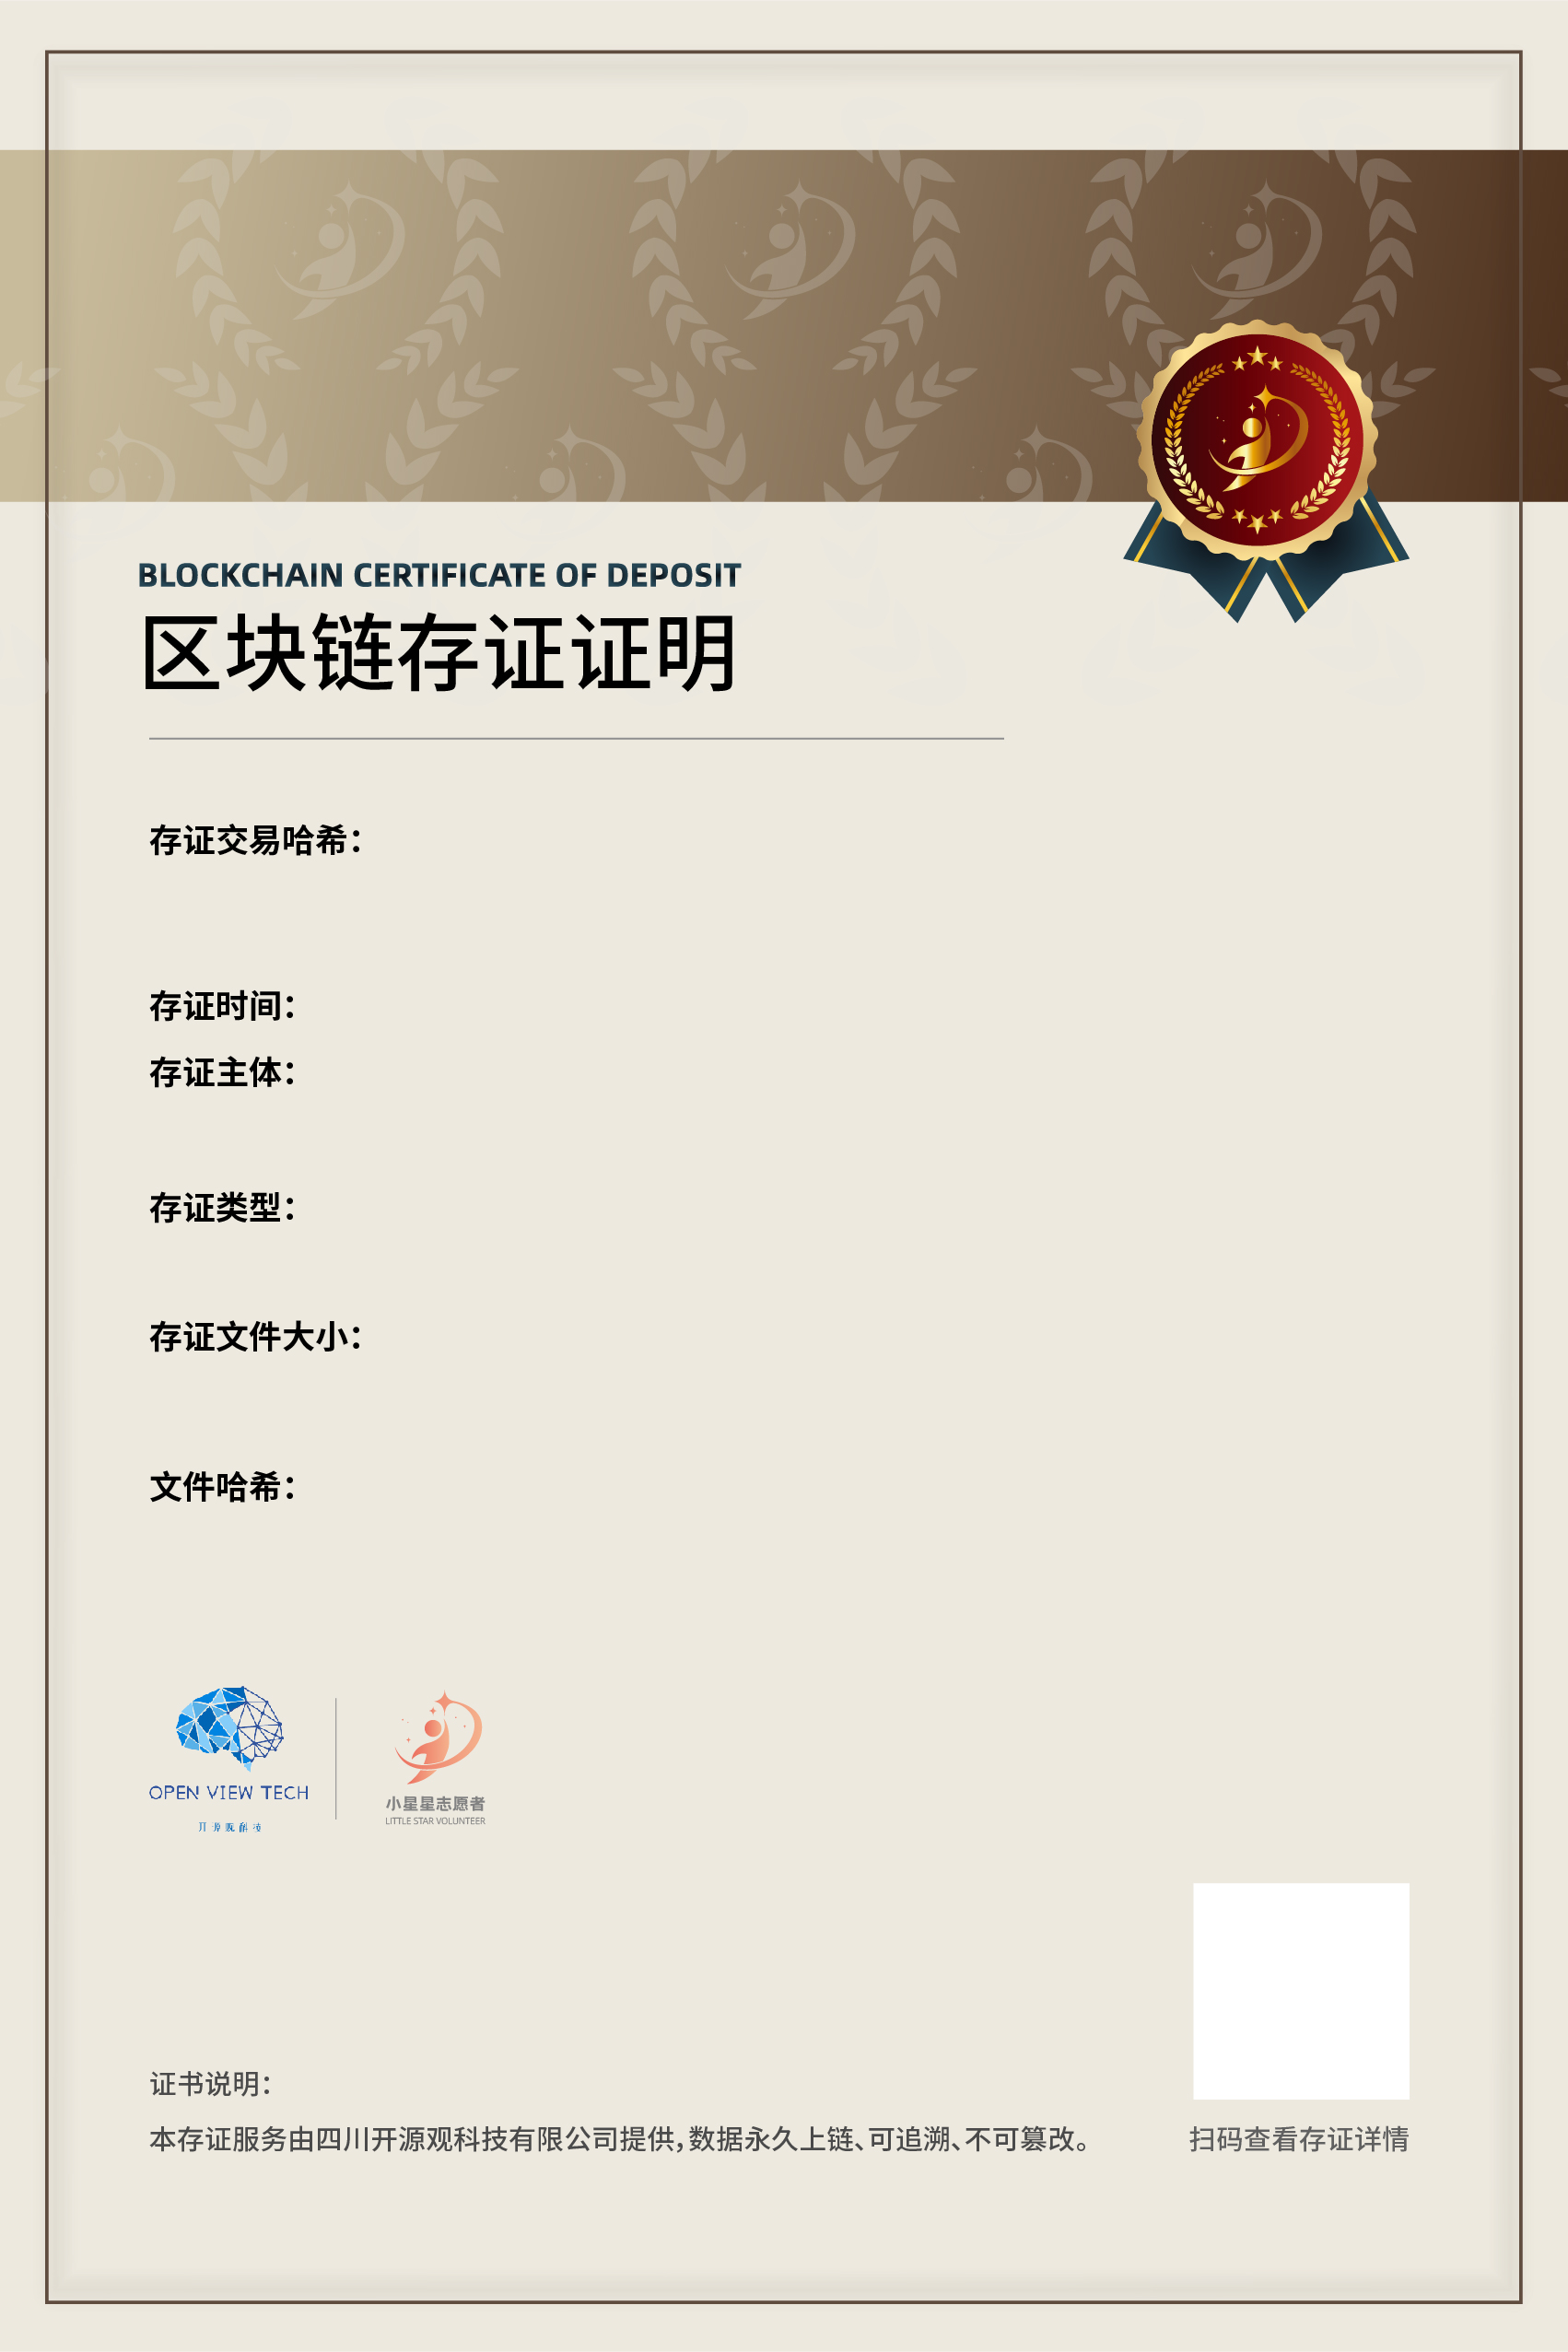 BLOCKCHAIN CERTIFICATE OF DEPOSIT
区块链存证证明
存证交易哈希：
存证时间：
存证主体：
存证类型：
存证文件大小：
文件哈希：
OPEN VIEW TECH
开源观科技
小星星志愿者
LITTLE STAR VOLUNTEER
证书说明：
本存证服务由四川开源观科技有限公司提供，数据永久上链、可追溯、不可篡改。
扫码查看存证详情